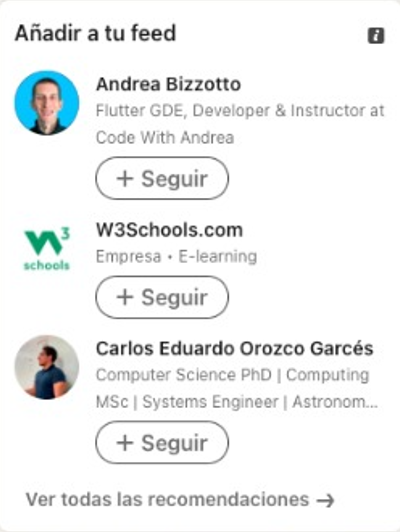 Añadir a tu feed
Andrea Bizzotto
Flutter GDE, Developer & Instructor at
Code With Andrea
+ Seguir
W3Schools.com
W3
schools
Empresa • E-learning
+ Seguir
Carlos Eduardo Orozco Garcés
Computer Science PhD | Computing
MSc | Systems Engineer | Astronom...
+ Seguir
Ver todas las recomendaciones →